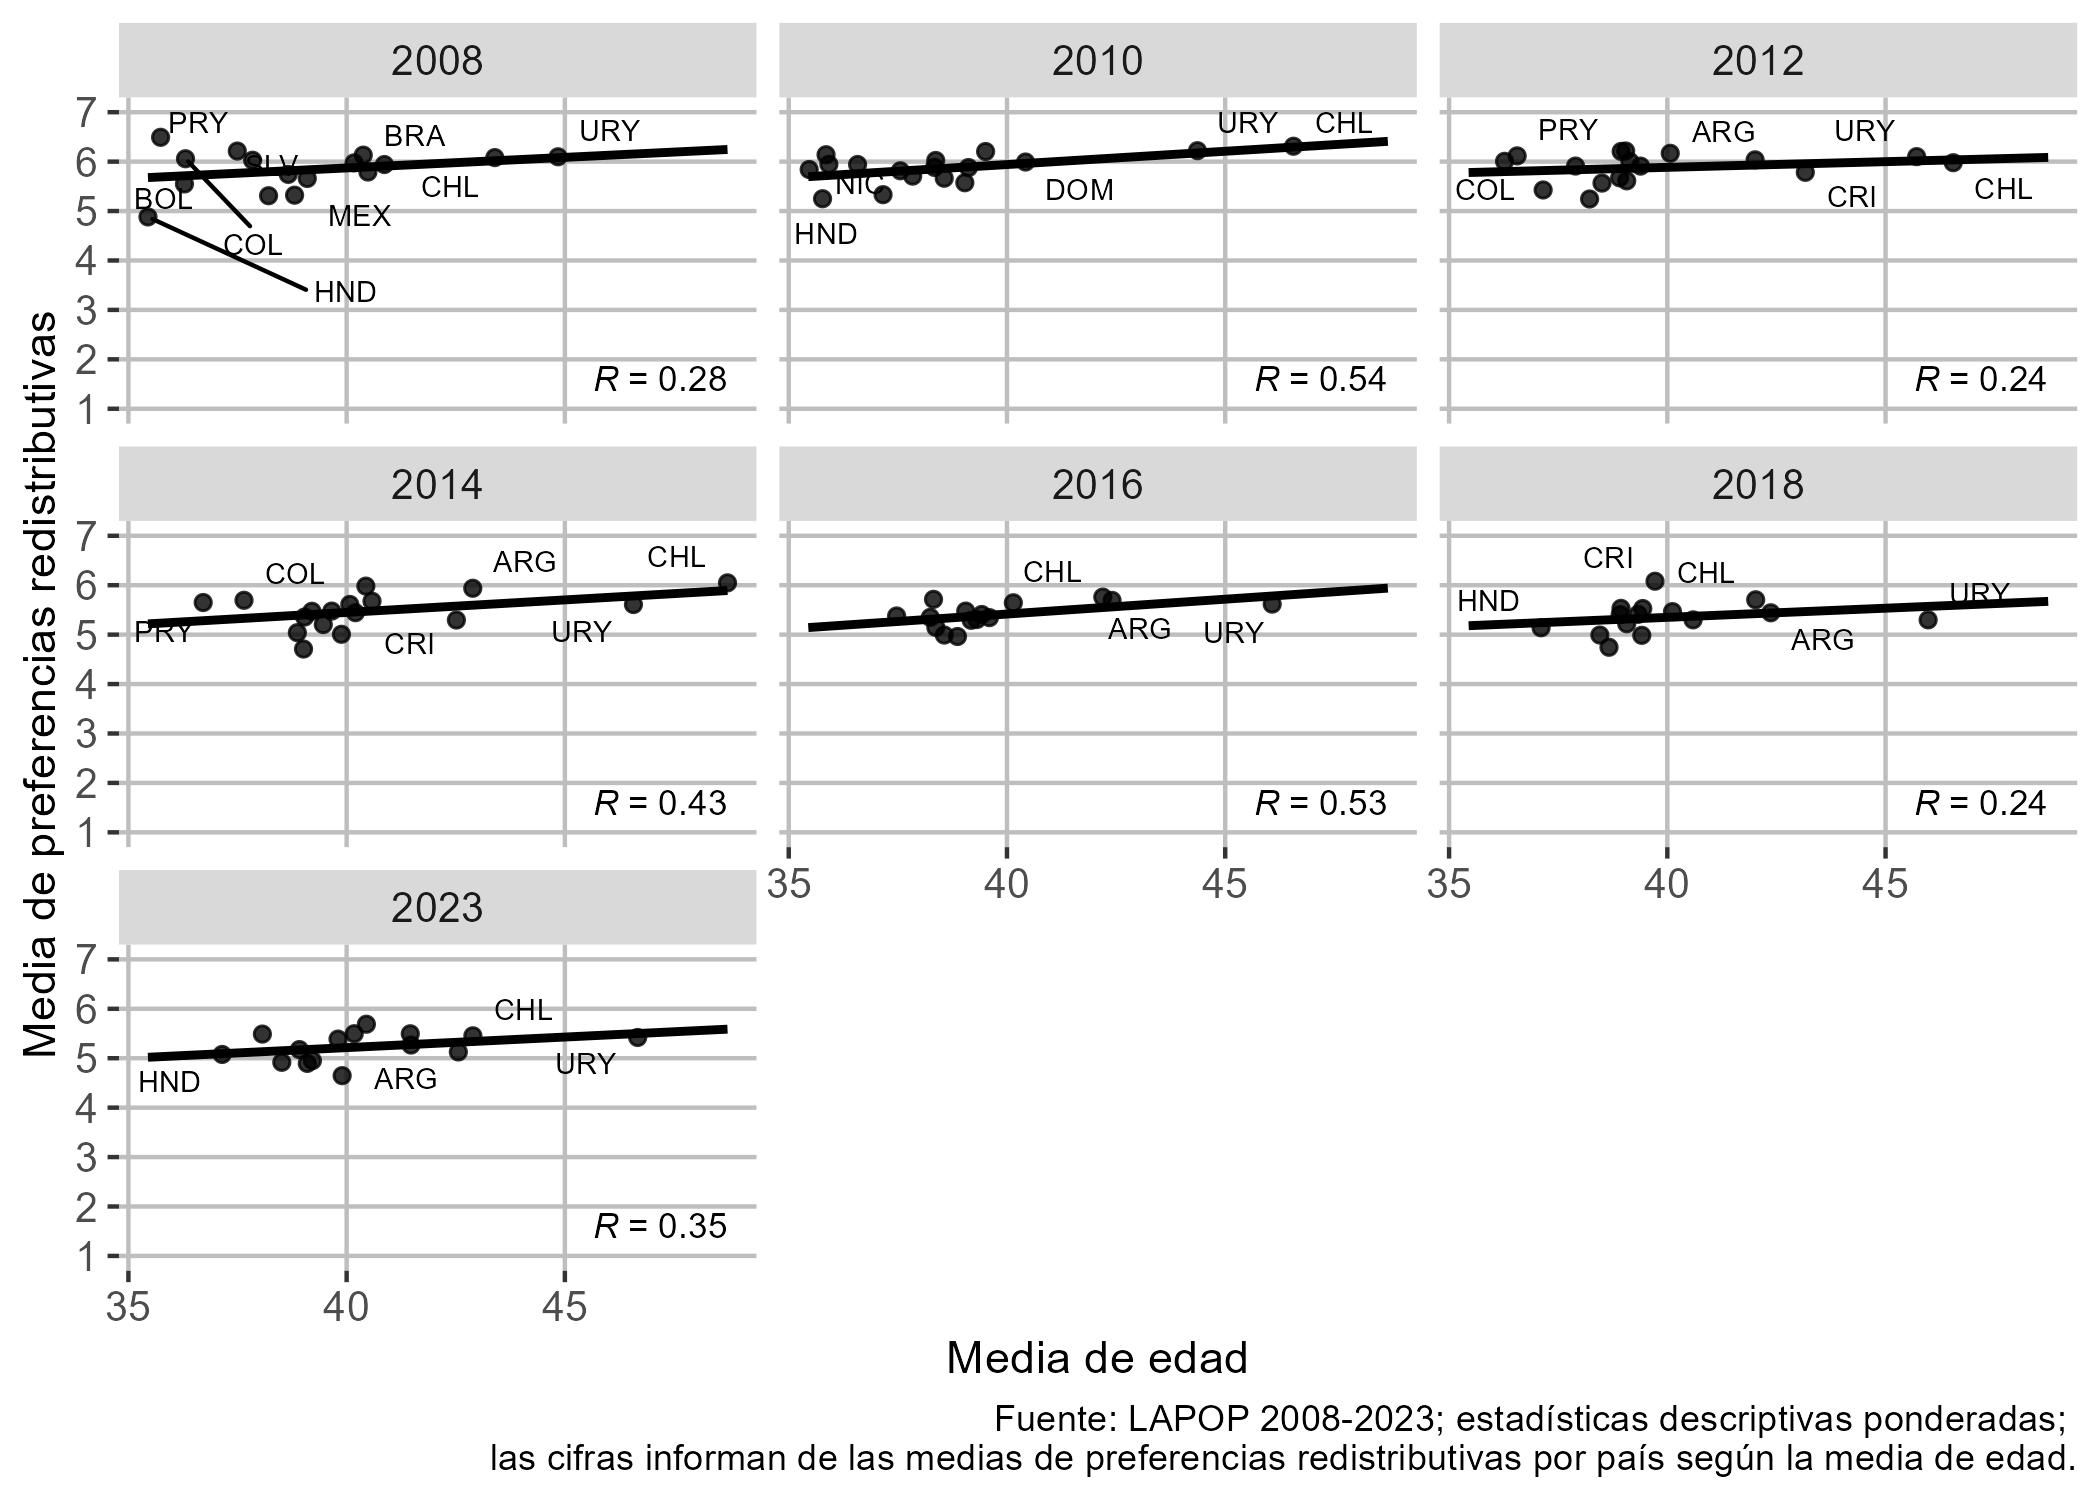 2008
2010
2012
7
6
5
4
3
2
1
PRY
SLV
BRA
URY
BOL
CHL
MEX
COL
HND
R = 0.28
URY
CHL
NIC
DOM
HND
R = 0.54
PRY
ARG
URY
COL
CRI
CHL
R = 0.24
2014
2016
2018
7
6
5
4
3
2
1
COL
ARG
CHL
PRY
CRI
URY
R = 0.43
CHL
ARG
URY
R = 0.53
35
40
45
CRI
CHL
HND
URY
ARG
R = 0.24
35
40
45
2023
7
6
5
4
3
2
1
CHL
HND
ARG
URY
R = 0.35
35
40
45
Media de preferencias redistributivas
Media de edad
Fuente: LAPOP 2008-2023; estadísticas descriptivas ponderadas;
las cifras informan de las medias de preferencias redistributivas por país según la media de edad.